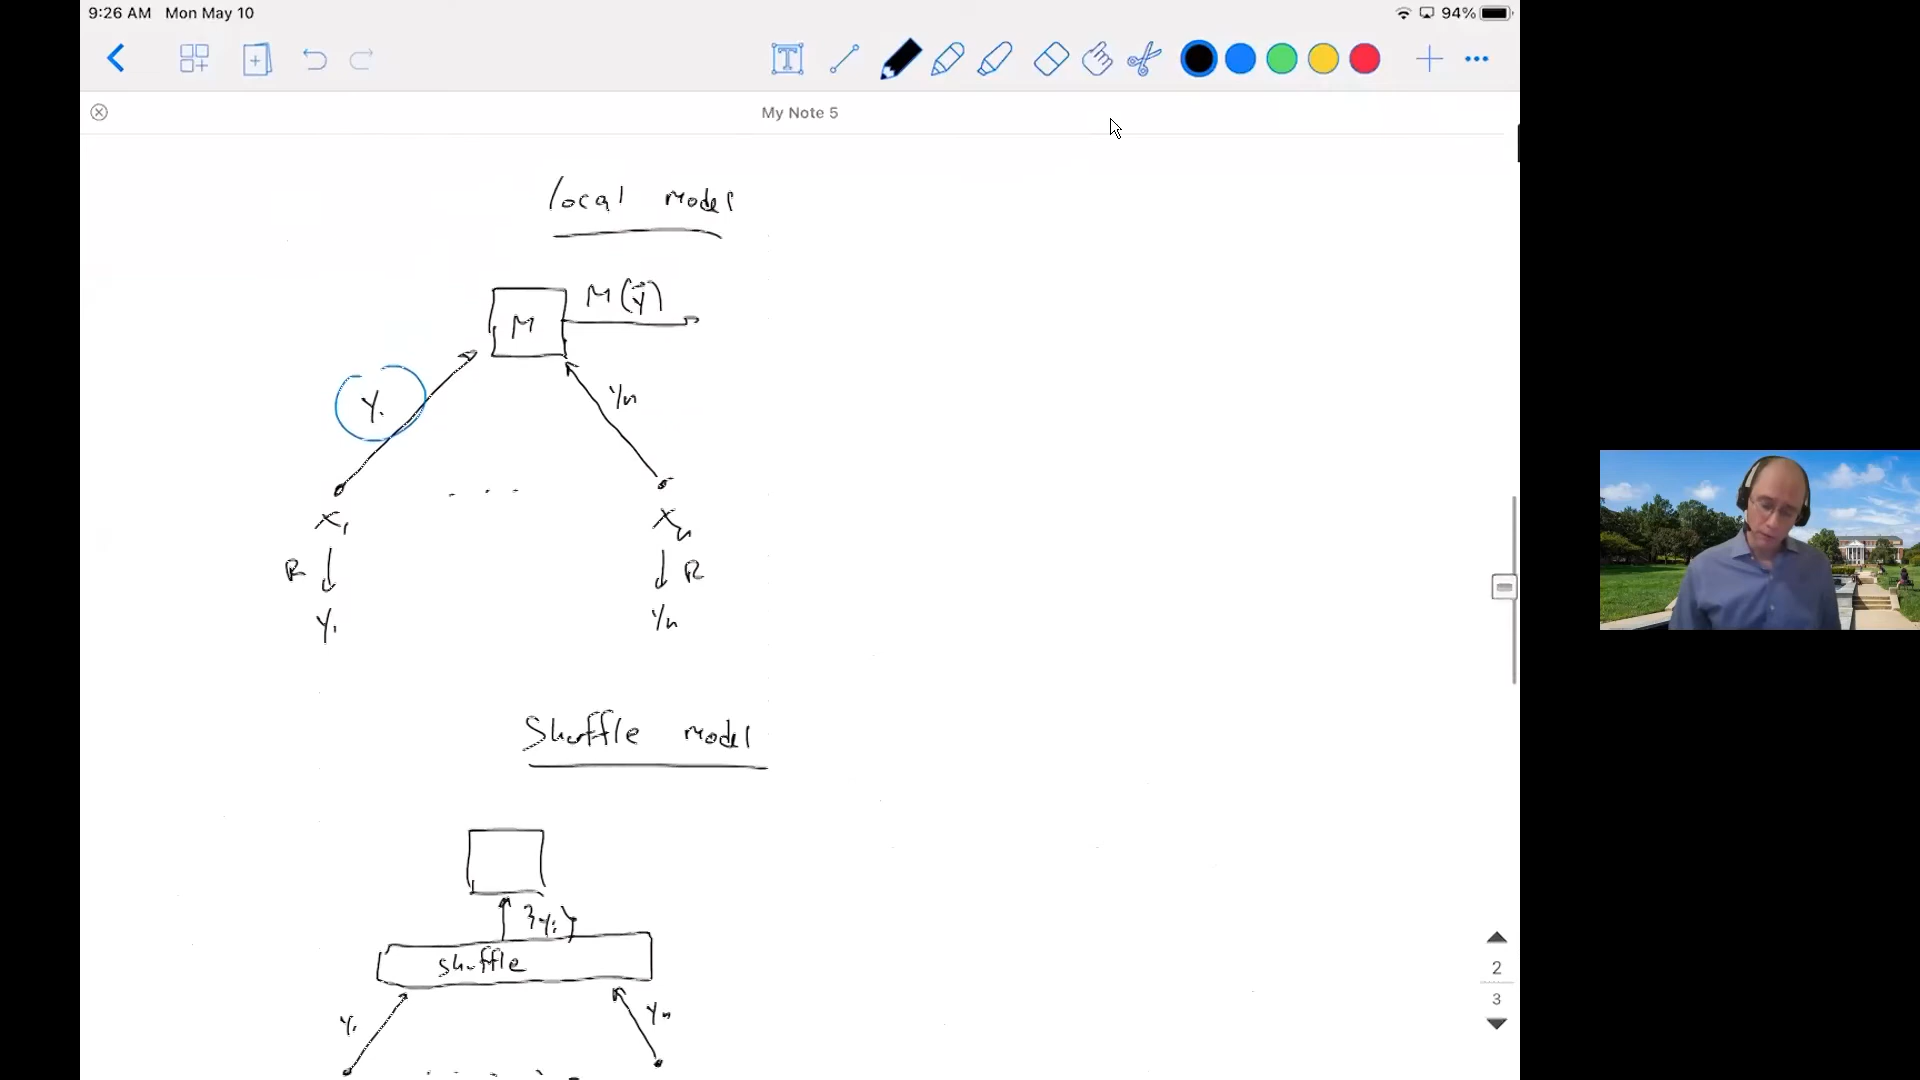 9:26 AM Mon May 10
94%
My Note 5
local model
M(ȳ)
M
Y₁
Yn
X₁
Xn
R
R
Y₁
Yn
Shuffle model
{yᵢ}
shuffle
Y₁
Yn
2
3